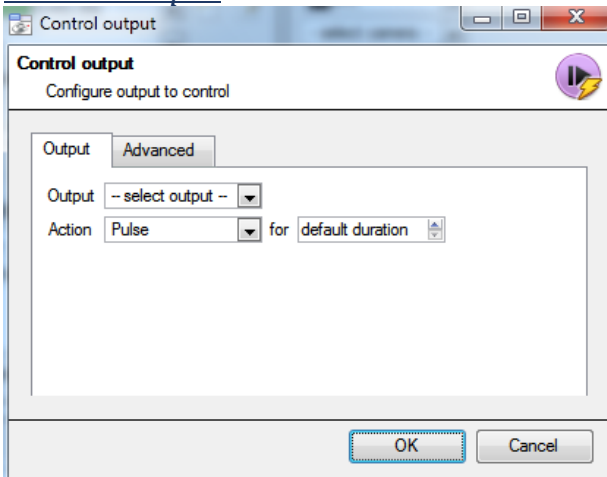 Control output
Control output
Configure output to control
Output Advanced
Output -- select output --
Action Pulse for default duration
OK Cancel